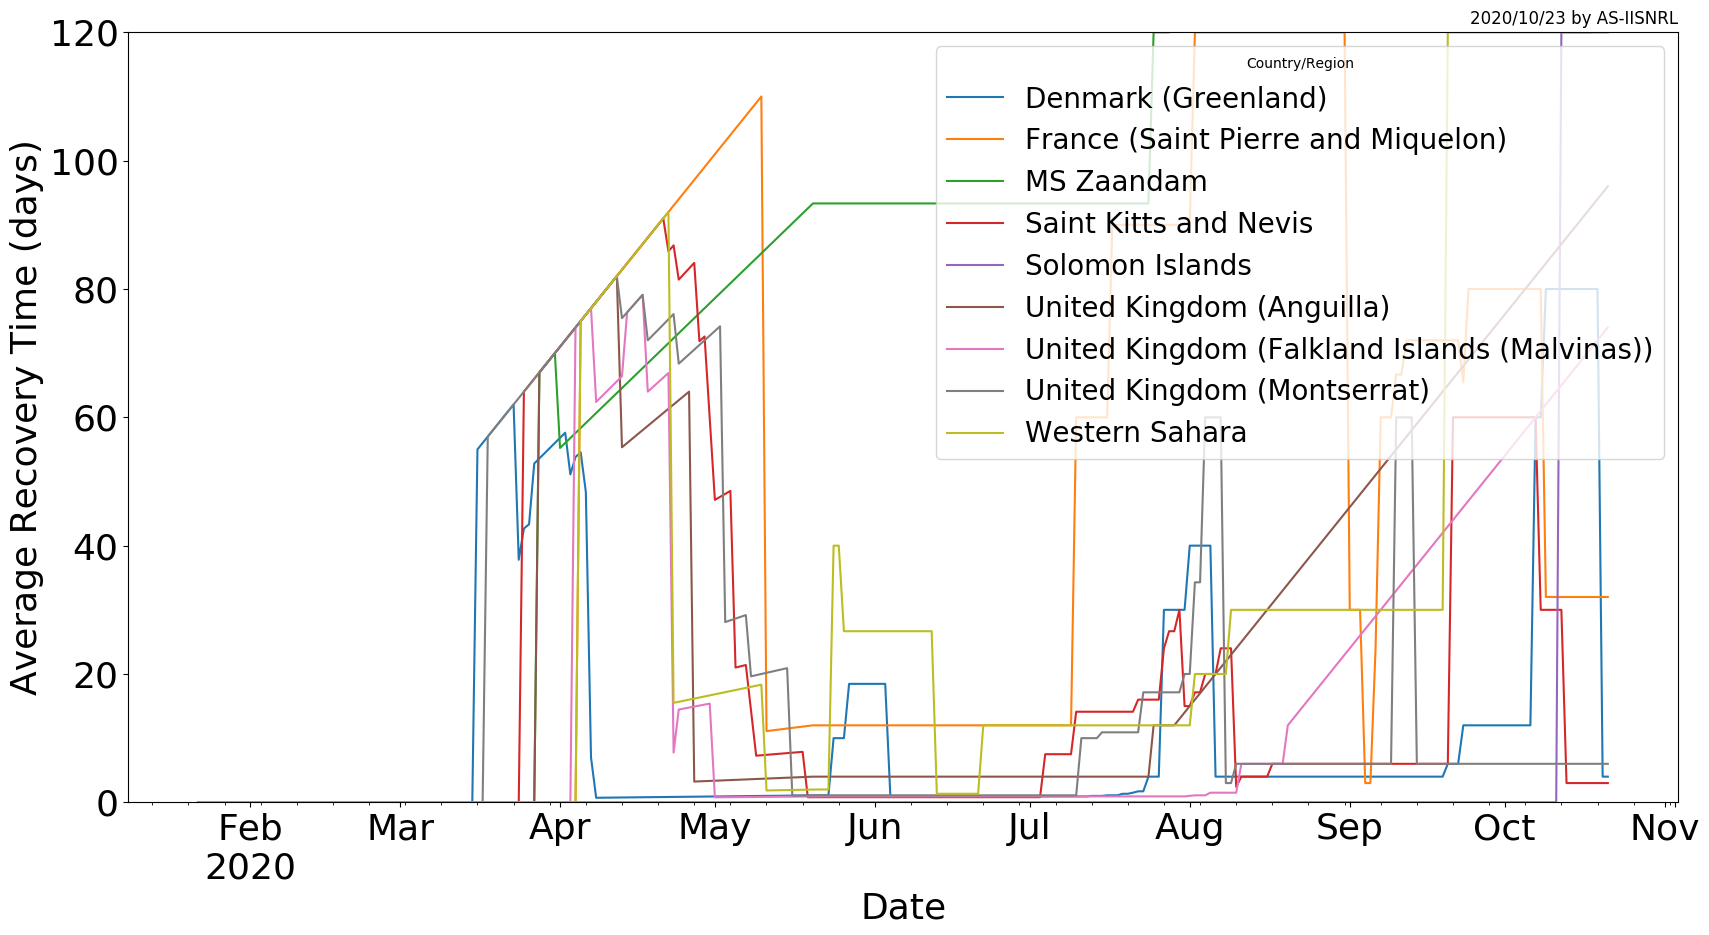 2020/10/23 by AS-IISNRL
120
100
80
60
40
20
0
Average Recovery Time (days)
Country/Region
Denmark (Greenland)
France (Saint Pierre and Miquelon)
MS Zaandam
Saint Kitts and Nevis
Solomon Islands
United Kingdom (Anguilla)
United Kingdom (Falkland Islands (Malvinas))
United Kingdom (Montserrat)
Western Sahara
Feb Mar Apr May Jun Jul Aug Sep Oct Nov
2020
Date